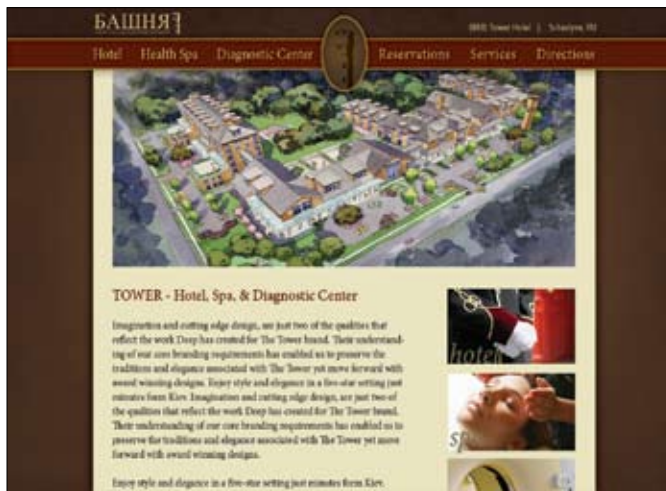 БАШНЯ
Tower Hotel |
Hotel Health Spa Diagnostic Center Reservations Services Directions
TOWER - Hotel, Spa, & Diagnostic Center
Imagination and cutting edge design, are just two of the qualities that
reflect the work Deep has created for The Tower brand. Their understand-
ing of our core branding requirements has enabled us to preserve the
traditions and elegance associated with The Tower yet move forward with
award winning designs. Enjoy style and elegance in a five-star setting just
minutes form Kiev. Imagination and cutting edge design, are just two of
the qualities that reflect the work Deep has created for The Tower brand.
Their understanding of our core branding requirements has enabled us to
preserve the traditions and elegance associated with The Tower yet move
forward with award winning designs.
Enjoy style and elegance in a five-star setting just minutes form Kiev.
hotel
spa